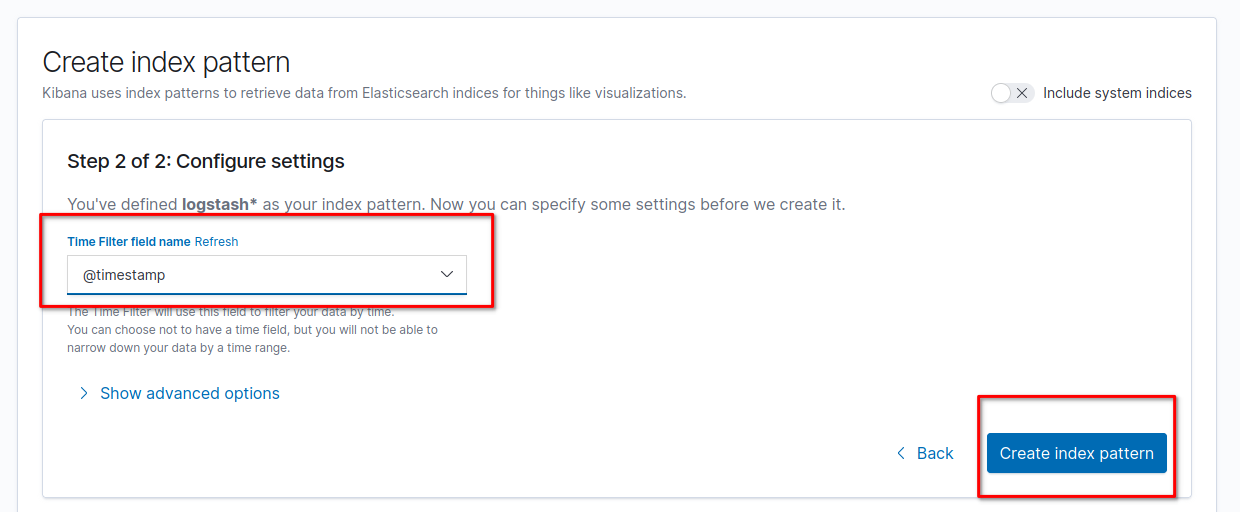 Create index pattern
Kibana uses index patterns to retrieve data from Elasticsearch indices for things like visualizations.
Include system indices
Step 2 of 2: Configure settings
You've defined logstash* as your index pattern. Now you can specify some settings before we create it.
Time Filter field name Refresh
@timestamp
The Time Filter will use this field to filter your data by time.
You can choose not to have a time field, but you will not be able to
narrow down your data by a time range.
Show advanced options
Back
Create index pattern